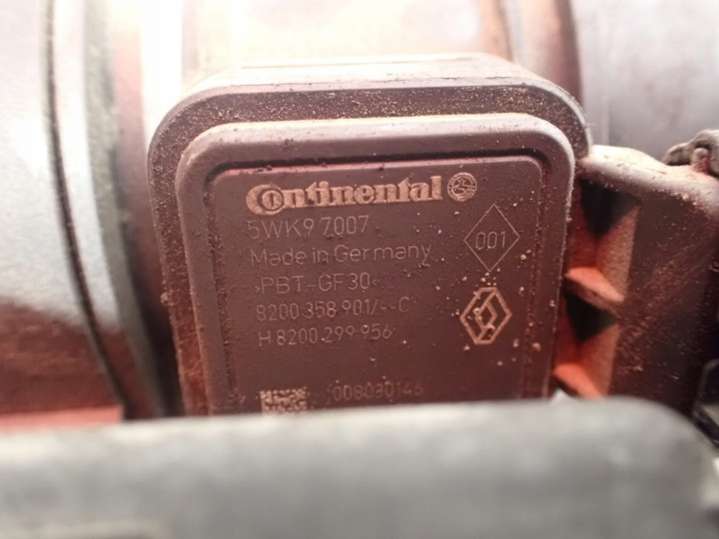 Continental
5WK9 7007
Made in Germany
001
>PBT-GF30<
8200 358 901/--C
H 8200 299 956